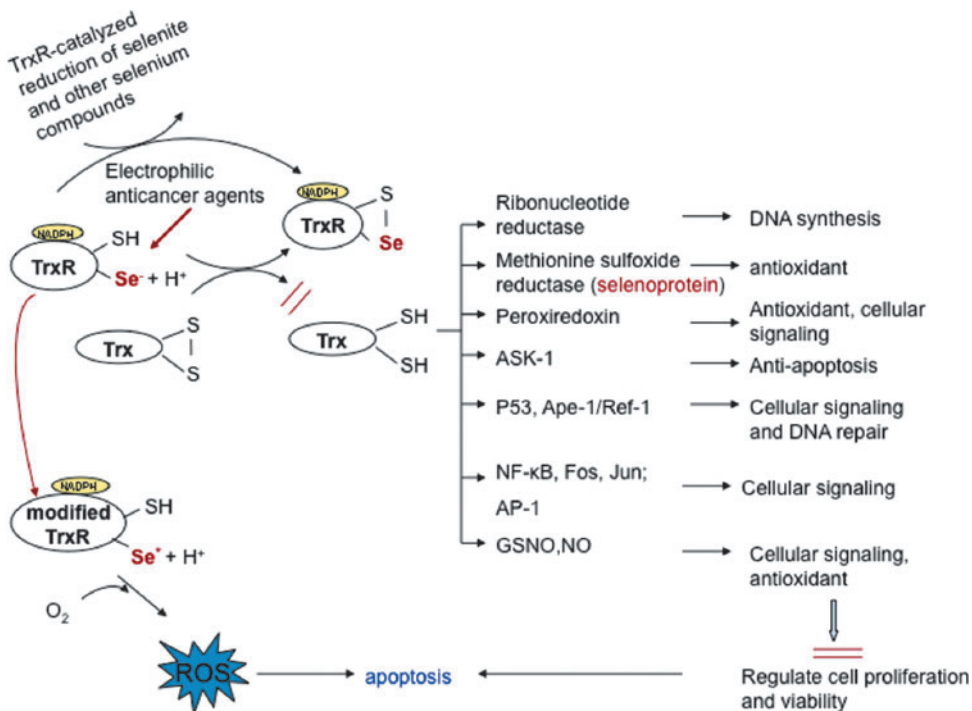 TrxR-catalyzed
reduction of selenite
and other selenium
compounds
Electrophilic
anticancer agents
NADPH
TrxR
SH
Se⁻ + H⁺
NADPH
TrxR
S
Se
Trx
S
S
Trx
SH
SH
Ribonucleotide
reductase
DNA synthesis
Methionine sulfoxide
reductase (selenoprotein)
antioxidant
Peroxiredoxin
Antioxidant, cellular
signaling
ASK-1
Anti-apoptosis
P53, Ape-1/Ref-1
Cellular signaling
and DNA repair
NF-κB, Fos, Jun;
AP-1
Cellular signaling
GSNO,NO
Cellular signaling,
antioxidant
NADPH
modified
TrxR
SH
Se* + H⁺
O₂
ROS
apoptosis
Regulate cell proliferation
and viability